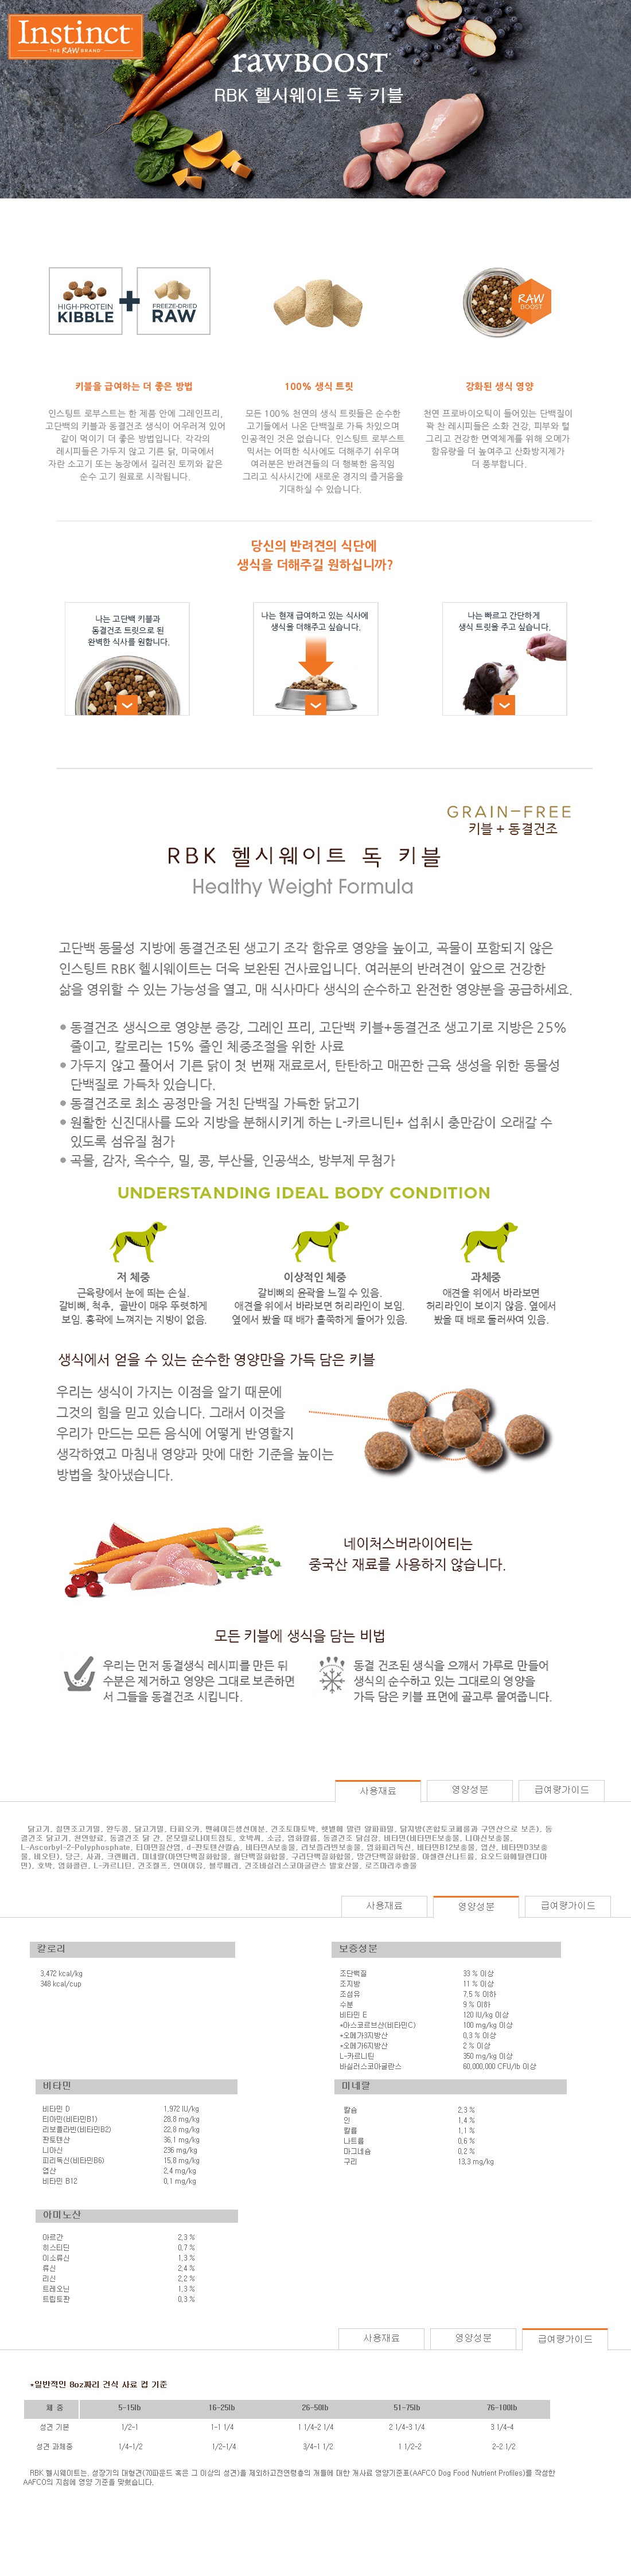 Instinct
THE RAW BRAND
raw BOOST
RBK 헬시웨이트 독 키블
HIGH-PROTEIN
KIBBLE
FREEZE-DRIED
RAW
RAW
BOOST
키블을 급여하는 더 좋은 방법
인스팅트 로부스트는 한 제품 안에 그레인프리,
고단백의 키블과 동결건조 생식이 어우러져 있어
같이 먹이기 더 좋은 방법입니다. 각각의
레시피들은 가두지 않고 기른 닭, 미국에서
자란 소고기 또는 농장에서 길러진 토끼와 같은
순수 고기 원료로 시작됩니다.
100% 생식 트릿
모든 100% 천연의 생식 트릿들은 순수한
고기들에서 나온 단백질로 가득 차있으며
인공적인 것은 없습니다. 인스팅트 로부스트
믹서는 어떠한 식사에도 더해주기 쉬우며
여러분은 반려견들의 더 행복한 움직임
그리고 식사시간에 새로운 경지의 즐거움을
기대하실 수 있습니다.
강화된 생식 영양
천연 프로바이오틱이 들어있는 단백질이
꽉 찬 레시피들은 소화 건강, 피부와 털
그리고 건강한 면역체계를 위해 오메가
함유량을 더 높여주고 산화방지제가
더 풍부합니다.
당신의 반려견의 식단에
생식을 더해주길 원하십니까?
나는 고단백 키블과
동결건조 트릿으로 된
완벽한 식사를 원합니다.
나는 현재 급여하고 있는 식사에
생식을 더해주고 싶습니다.
나는 빠르고 간단하게
생식 트릿을 주고 싶습니다.
GRAIN-FREE
키블 + 동결건조
RBK 헬시웨이트 독 키블
Healthy Weight Formula
고단백 동물성 지방에 동결건조된 생고기 조각 함유로 영양을 높이고, 곡물이 포함되지 않은
인스팅트 RBK 헬시웨이트는 더욱 보완된 건사료입니다. 여러분의 반려견이 앞으로 건강한
삶을 영위할 수 있는 가능성을 열고, 매 식사마다 생식의 순수하고 완전한 영양분을 공급하세요.
● 동결건조 생식으로 영양분 증강, 그레인 프리, 고단백 키블+동결건조 생고기로 지방은 25%
줄이고, 칼로리는 15% 줄인 체중조절을 위한 사료
● 가두지 않고 풀어서 기른 닭이 첫 번째 재료로서, 탄탄하고 매끈한 근육 생성을 위한 동물성
단백질로 가득차 있습니다.
● 동결건조로 최소 공정만을 거친 단백질 가득한 닭고기
● 원활한 신진대사를 도와 지방을 분해시키게 하는 L-카르니틴+ 섭취시 충만감이 오래갈 수
있도록 섬유질 첨가
● 곡물, 감자, 옥수수, 밀, 콩, 부산물, 인공색소, 방부제 무첨가
UNDERSTANDING IDEAL BODY CONDITION
저 체중
근육량에서 눈에 띄는 손실.
갈비뼈, 척추, 골반이 매우 뚜렷하게
보임. 흉곽에 느껴지는 지방이 없음.
이상적인 체중
갈비뼈의 윤곽을 느낄 수 있음.
애견을 위에서 바라보면 허리라인이 보임.
옆에서 봤을 때 배가 홀쭉하게 들어가 있음.
과체중
애견을 위에서 바라보면
허리라인이 보이지 않음. 옆에서
봤을 때 배로 둘러싸여 있음.
생식에서 얻을 수 있는 순수한 영양만을 가득 담은 키블
우리는 생식이 가지는 이점을 알기 때문에
그것의 힘을 믿고 있습니다. 그래서 이것을
우리가 만드는 모든 음식에 어떻게 반영할지
생각하였고 마침내 영양과 맛에 대한 기준을 높이는
방법을 찾아냈습니다.
네이처스버라이어티는
중국산 재료를 사용하지 않습니다.
모든 키블에 생식을 담는 비법
우리는 먼저 동결생식 레시피를 만든 뒤
수분은 제거하고 영양은 그대로 보존하면
서 그들을 동결건조 시킵니다.
동결 건조된 생식을 으깨서 가루로 만들어
생식의 순수하고 있는 그대로의 영양을
가득 담은 키블 표면에 골고루 뭍여줍니다.
사용재료 영양성분 급여량가이드
닭고기, 칠면조고기밀, 완두콩, 닭고기밀, 타피오카, 멘헤이든생선미분, 건조토마토박, 햇볕에 말린 알파파밀, 닭지방(혼합토코페롤과 구연산으로 보존), 동
결건조 닭고기, 천연향료, 동결건조 닭 간, 몬모릴로나이트점토, 호박씨, 소금, 염화칼륨, 동결건조 닭심장, 비타민(비타민E보충물, 니아신보충물,
L-Ascorbyl-2-Polyphosphate, 티아민질산염, d-판토텐산칼슘, 비타민A보충물, 리보플라빈보충물, 염화피리독신, 비타민B12보충물, 엽산, 비타민D3보충
물, 비오틴), 당근, 사과, 크랜베리, 미네랄(아연단백질화합물, 철단백질화합물, 구리단백질화합물, 망간단백질화합물, 아셀렌산나트륨, 요오드화에틸렌디아
민), 호박, 염화콜린, L-카르니틴, 건조켈프, 연어이유, 블루베리, 건조바실러스코아귤런스 발효산물, 로즈마리추출물
사용재료 영양성분 급여량가이드
칼로리
3,472 kcal/kg
348 kcal/cup
보증성분
조단백질 33 % 이상
조지방 11 % 이상
조섬유 7.5 % 이하
수분 9 % 이하
비타민 E 120 IU/kg 이상
*아스코르브산(비타민C) 100 mg/kg 이상
*오메가3지방산 0.3 % 이상
*오메가6지방산 2 % 이상
L-카르니틴 350 mg/kg 이상
바실러스코아귤란스 60,000,000 CFU/lb 이상
비타민
비타민 D 1,972 IU/kg
티아민(비타민B1) 28.8 mg/kg
리보플라빈(비타민B2) 22.8 mg/kg
판토텐산 36.1 mg/kg
니아신 236 mg/kg
피리독신(비타민B6) 15.8 mg/kg
엽산 2.4 mg/kg
비타민 B12 0.1 mg/kg
미네랄
칼슘 2.3 %
인 1.4 %
칼륨 1.1 %
나트륨 0.6 %
마그네슘 0.2 %
구리 13.3 mg/kg
아미노산
아르간 2.3 %
히스티딘 0.7 %
이소류신 1.3 %
류신 2.4 %
리신 2.2 %
트레오닌 1.3 %
트립토판 0.3 %
사용재료 영양성분 급여량가이드
*일반적인 8oz짜리 건식 사료 컵 기준
체 중 5-15lb 16-25lb 26-50lb 51-75lb 76-100lb
성견 기본 1/2-1 1-1 1/4 1 1/4-2 1/4 2 1/4-3 1/4 3 1/4-4
성견 과체중 1/4-1/2 1/2-1/4 3/4-1 1/2 1 1/2-2 2-2 1/2
RBK 헬시웨이트는, 성장기의 대형견(70파운드 혹은 그 이상의 성견)을 제외하고전연령층의 개들에 대한 개사료 영양기준표(AAFCO Dog Food Nutrient Profiles)를 작성한
AAFCO의 지침에 영양 기준을 맞췄습니다.